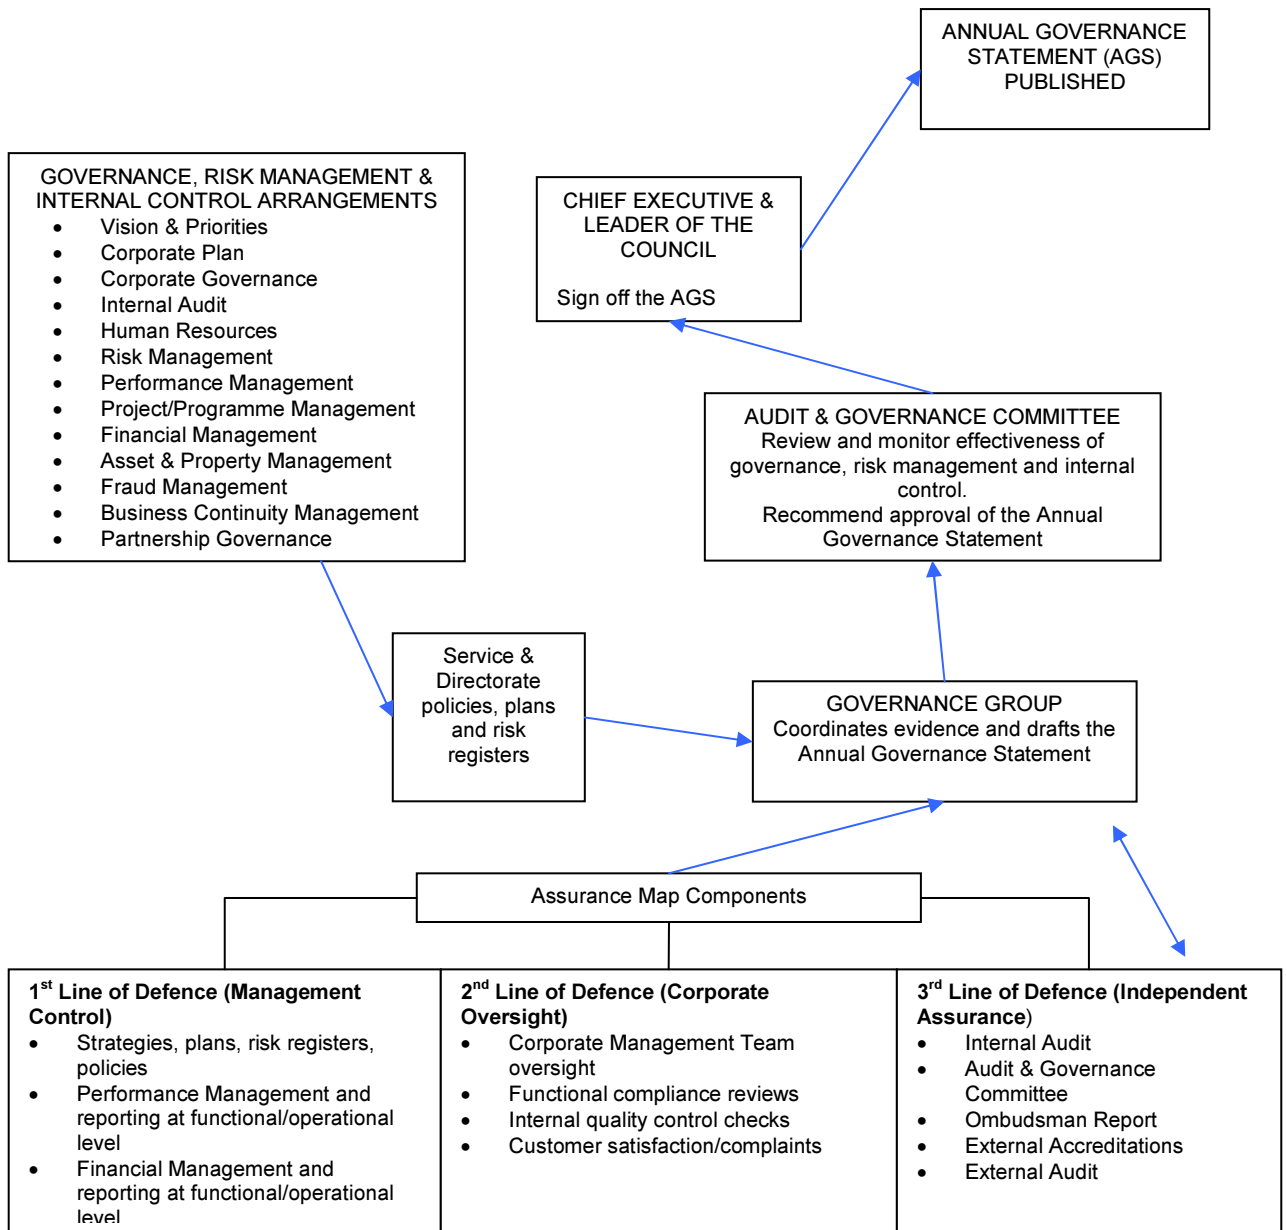 ANNUAL GOVERNANCE
STATEMENT (AGS)
PUBLISHED
GOVERNANCE, RISK MANAGEMENT &
INTERNAL CONTROL ARRANGEMENTS
• Vision & Priorities
• Corporate Plan
• Corporate Governance
• Internal Audit
• Human Resources
• Risk Management
• Performance Management
• Project/Programme Management
• Financial Management
• Asset & Property Management
• Fraud Management
• Business Continuity Management
• Partnership Governance
CHIEF EXECUTIVE &
LEADER OF THE
COUNCIL
Sign off the AGS
AUDIT & GOVERNANCE COMMITTEE
Review and monitor effectiveness of
governance, risk management and internal
control.
Recommend approval of the Annual
Governance Statement
Service &
Directorate
policies, plans
and risk
registers
GOVERNANCE GROUP
Coordinates evidence and drafts the
Annual Governance Statement
Assurance Map Components
1st Line of Defence (Management
Control)
• Strategies, plans, risk registers,
policies
• Performance Management and
reporting at functional/operational
level
• Financial Management and
reporting at functional/operational
level
2nd Line of Defence (Corporate
Oversight)
• Corporate Management Team
oversight
• Functional compliance reviews
• Internal quality control checks
• Customer satisfaction/complaints
3rd Line of Defence (Independent
Assurance)
• Internal Audit
• Audit & Governance
Committee
• Ombudsman Report
• External Accreditations
• External Audit